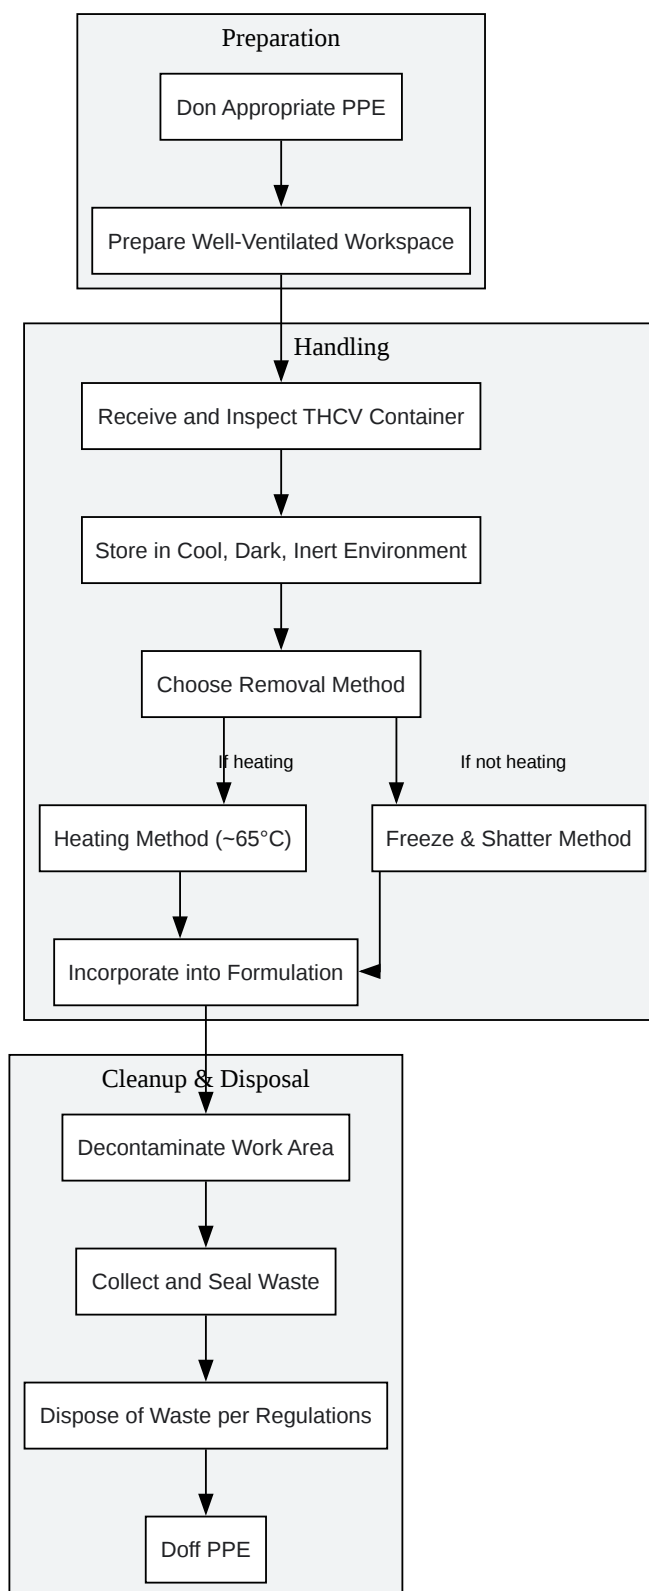 Preparation
Don Appropriate PPE
Prepare Well-Ventilated Workspace
Handling
Receive and Inspect THCV Container
Store in Cool, Dark, Inert Environment
Choose Removal Method
If heating
If not heating
Heating Method (~65°C)
Freeze & Shatter Method
Incorporate into Formulation
Cleanup & Disposal
Decontaminate Work Area
Collect and Seal Waste
Dispose of Waste per Regulations
Doff PPE